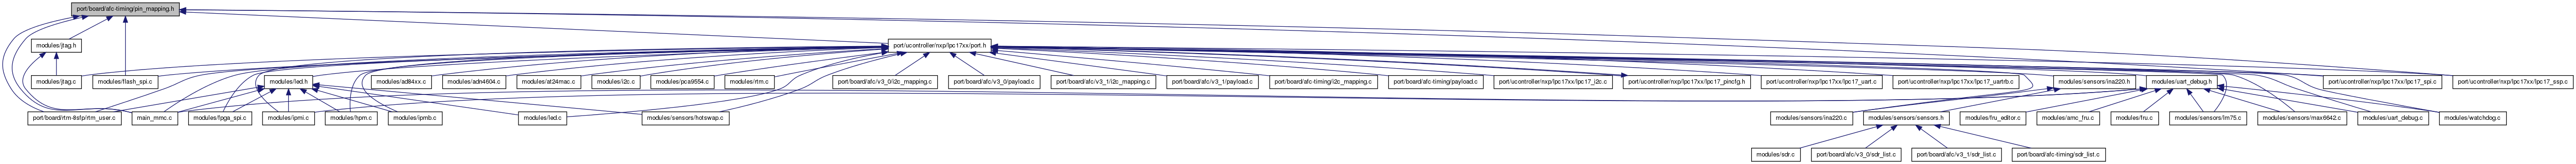 port/board/afc-timing/pin_mapping.h
modules/jtag.h
port/ucontroller/nxp/lpc17xx/port.h
modules/jtag.c
modules/flash_spi.c
modules/led.h
modules/ad84xx.c
modules/adn4604.c
modules/at24mac.c
modules/i2c.c
modules/pca9554.c
modules/rtm.c
port/board/afc/v3_0/i2c_mapping.c
port/board/afc/v3_0/payload.c
port/board/afc/v3_1/i2c_mapping.c
port/board/afc/v3_1/payload.c
port/board/afc-timing/i2c_mapping.c
port/board/afc-timing/payload.c
port/ucontroller/nxp/lpc17xx/lpc17_i2c.c
port/ucontroller/nxp/lpc17xx/lpc17_pincfg.h
port/ucontroller/nxp/lpc17xx/lpc17_uart.c
port/ucontroller/nxp/lpc17xx/lpc17_uartrb.c
modules/sensors/ina220.h
modules/uart_debug.h
port/ucontroller/nxp/lpc17xx/lpc17_spi.c
port/ucontroller/nxp/lpc17xx/lpc17_ssp.c
port/board/rtm-8sfp/rtm_user.c
main_mmc.c
modules/fpga_spi.c
modules/ipmi.c
modules/hpm.c
modules/ipmb.c
modules/led.c
modules/sensors/hotswap.c
modules/sensors/ina220.c
modules/sensors/sensors.h
modules/fru_editor.c
modules/amc_fru.c
modules/fru.c
modules/sensors/lm75.c
modules/sensors/max6642.c
modules/uart_debug.c
modules/watchdog.c
modules/sdr.c
port/board/afc/v3_0/sdr_list.c
port/board/afc/v3_1/sdr_list.c
port/board/afc-timing/sdr_list.c